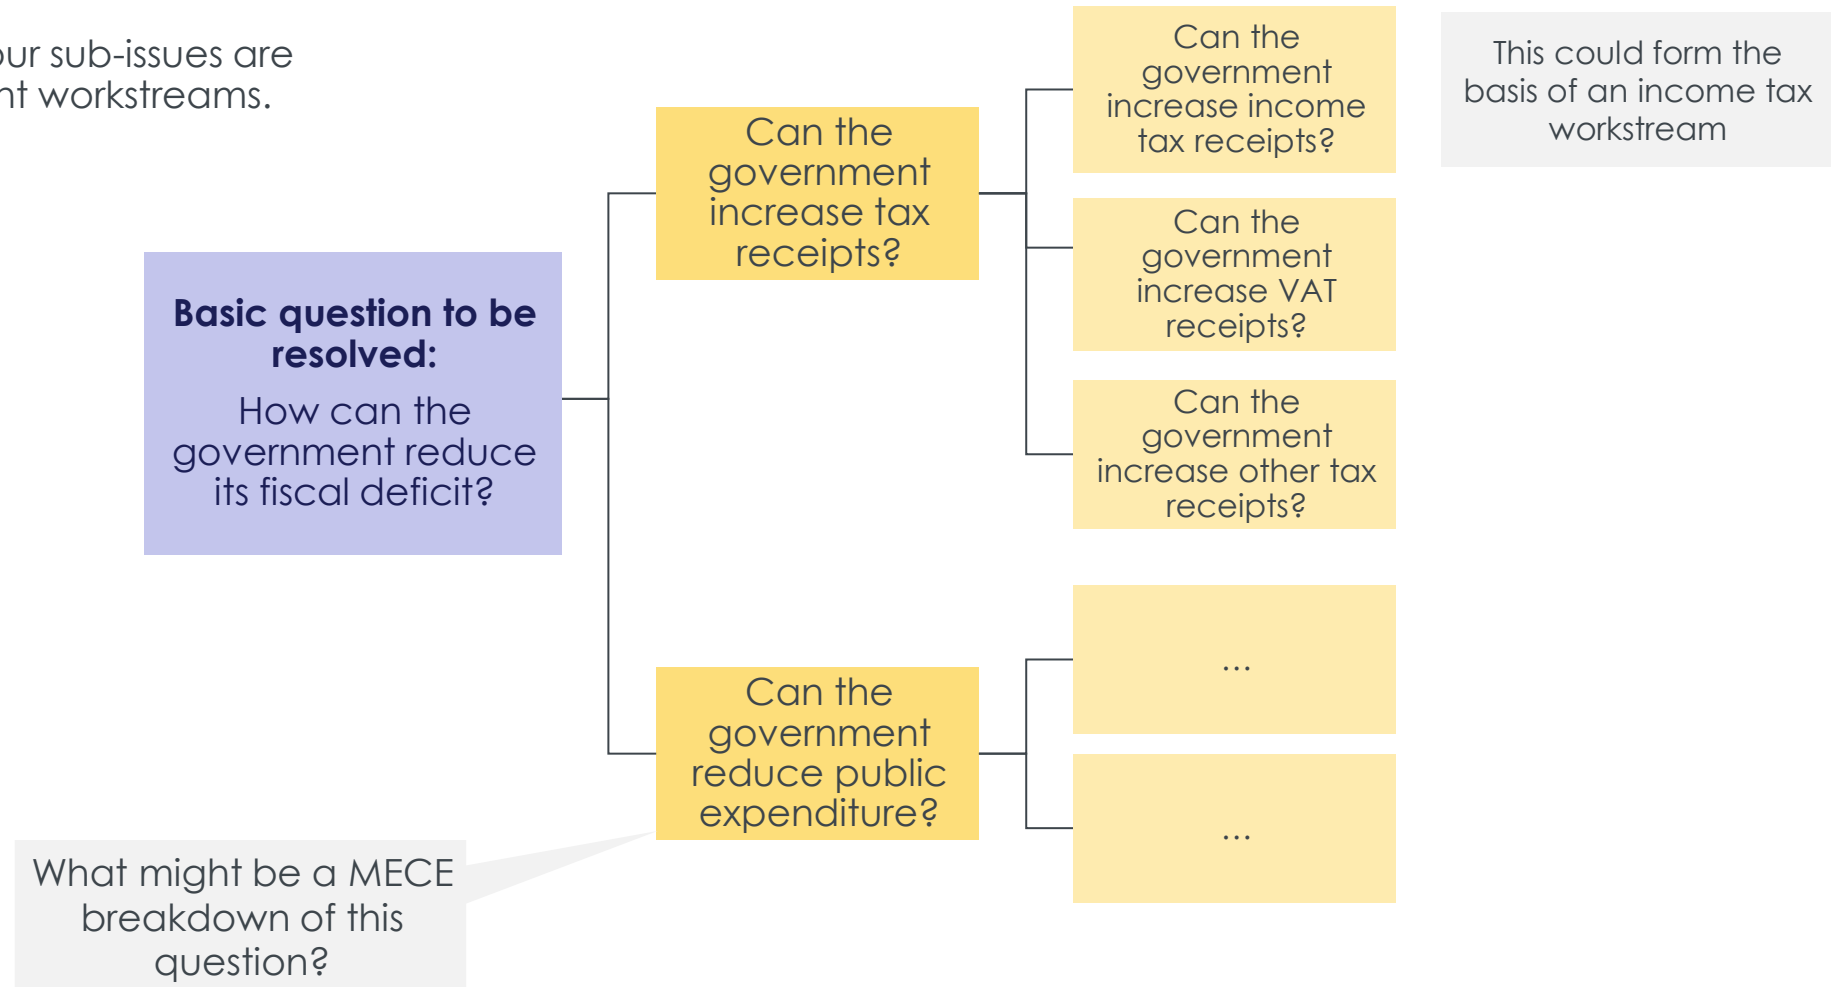 our sub-issues are
nt workstreams.
Basic question to be
resolved:
How can the
government reduce
its fiscal deficit?
Can the
government
increase tax
receipts?
Can the
government
increase income
tax receipts?
This could form the
basis of an income tax
workstream
Can the
government
increase VAT
receipts?
Can the
government
increase other tax
receipts?
Can the
government
reduce public
expenditure?
...
...
What might be a MECE
breakdown of this
question?